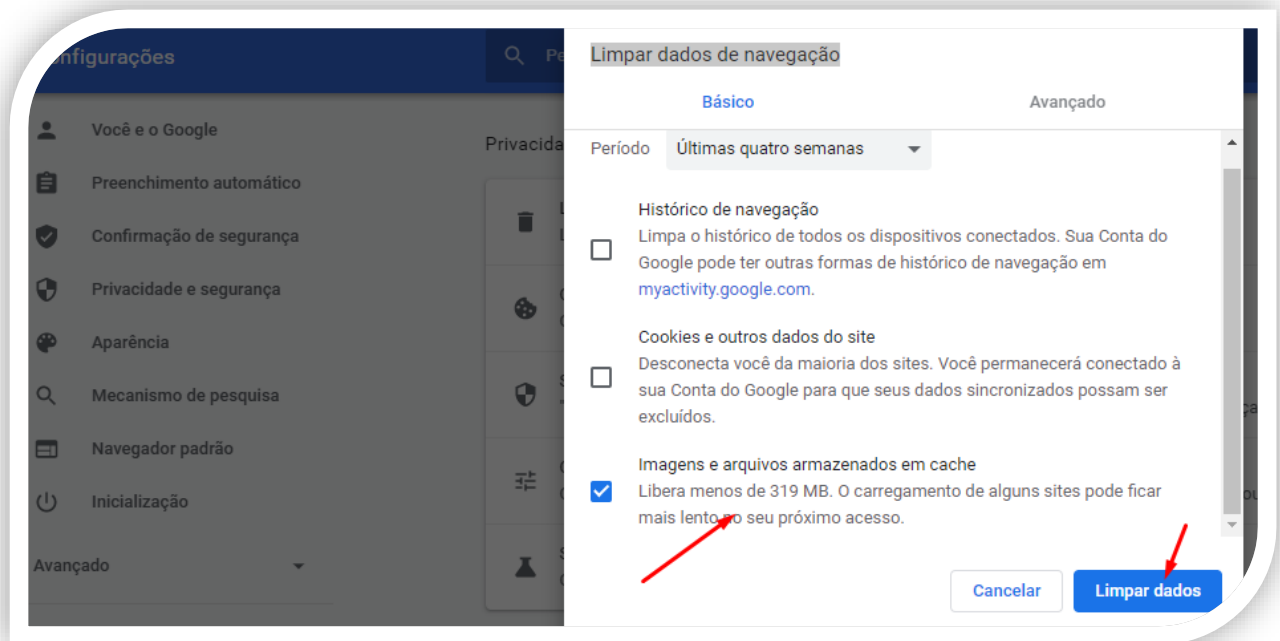 Configurações
Limpar dados de navegação
Básico
Avançado
Período
Últimas quatro semanas
Você e o Google
Preenchimento automático
Confirmação de segurança
Privacidade e segurança
Aparência
Mecanismo de pesquisa
Navegador padrão
Inicialização
Avançado
Histórico de navegação
Limpa o histórico de todos os dispositivos conectados. Sua Conta do
Google pode ter outras formas de histórico de navegação em
myactivity.google.com.
Cookies e outros dados do site
Desconecta você da maioria dos sites. Você permanecerá conectado à
sua Conta do Google para que seus dados sincronizados possam ser
excluídos.
Imagens e arquivos armazenados em cache
Libera menos de 319 MB. O carregamento de alguns sites pode ficar
mais lento no seu próximo acesso.
Cancelar
Limpar dados